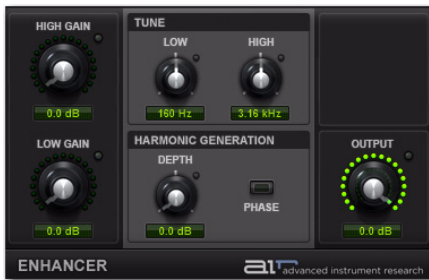 HIGH GAIN
0.0 dB
LOW GAIN
0.0 dB
TUNE
LOW
160 Hz
HIGH
3.16 kHz
HARMONIC GENERATION
DEPTH
0.0 dB
PHASE
OUTPUT
0.0 dB
ENHANCER
air advanced instrument research